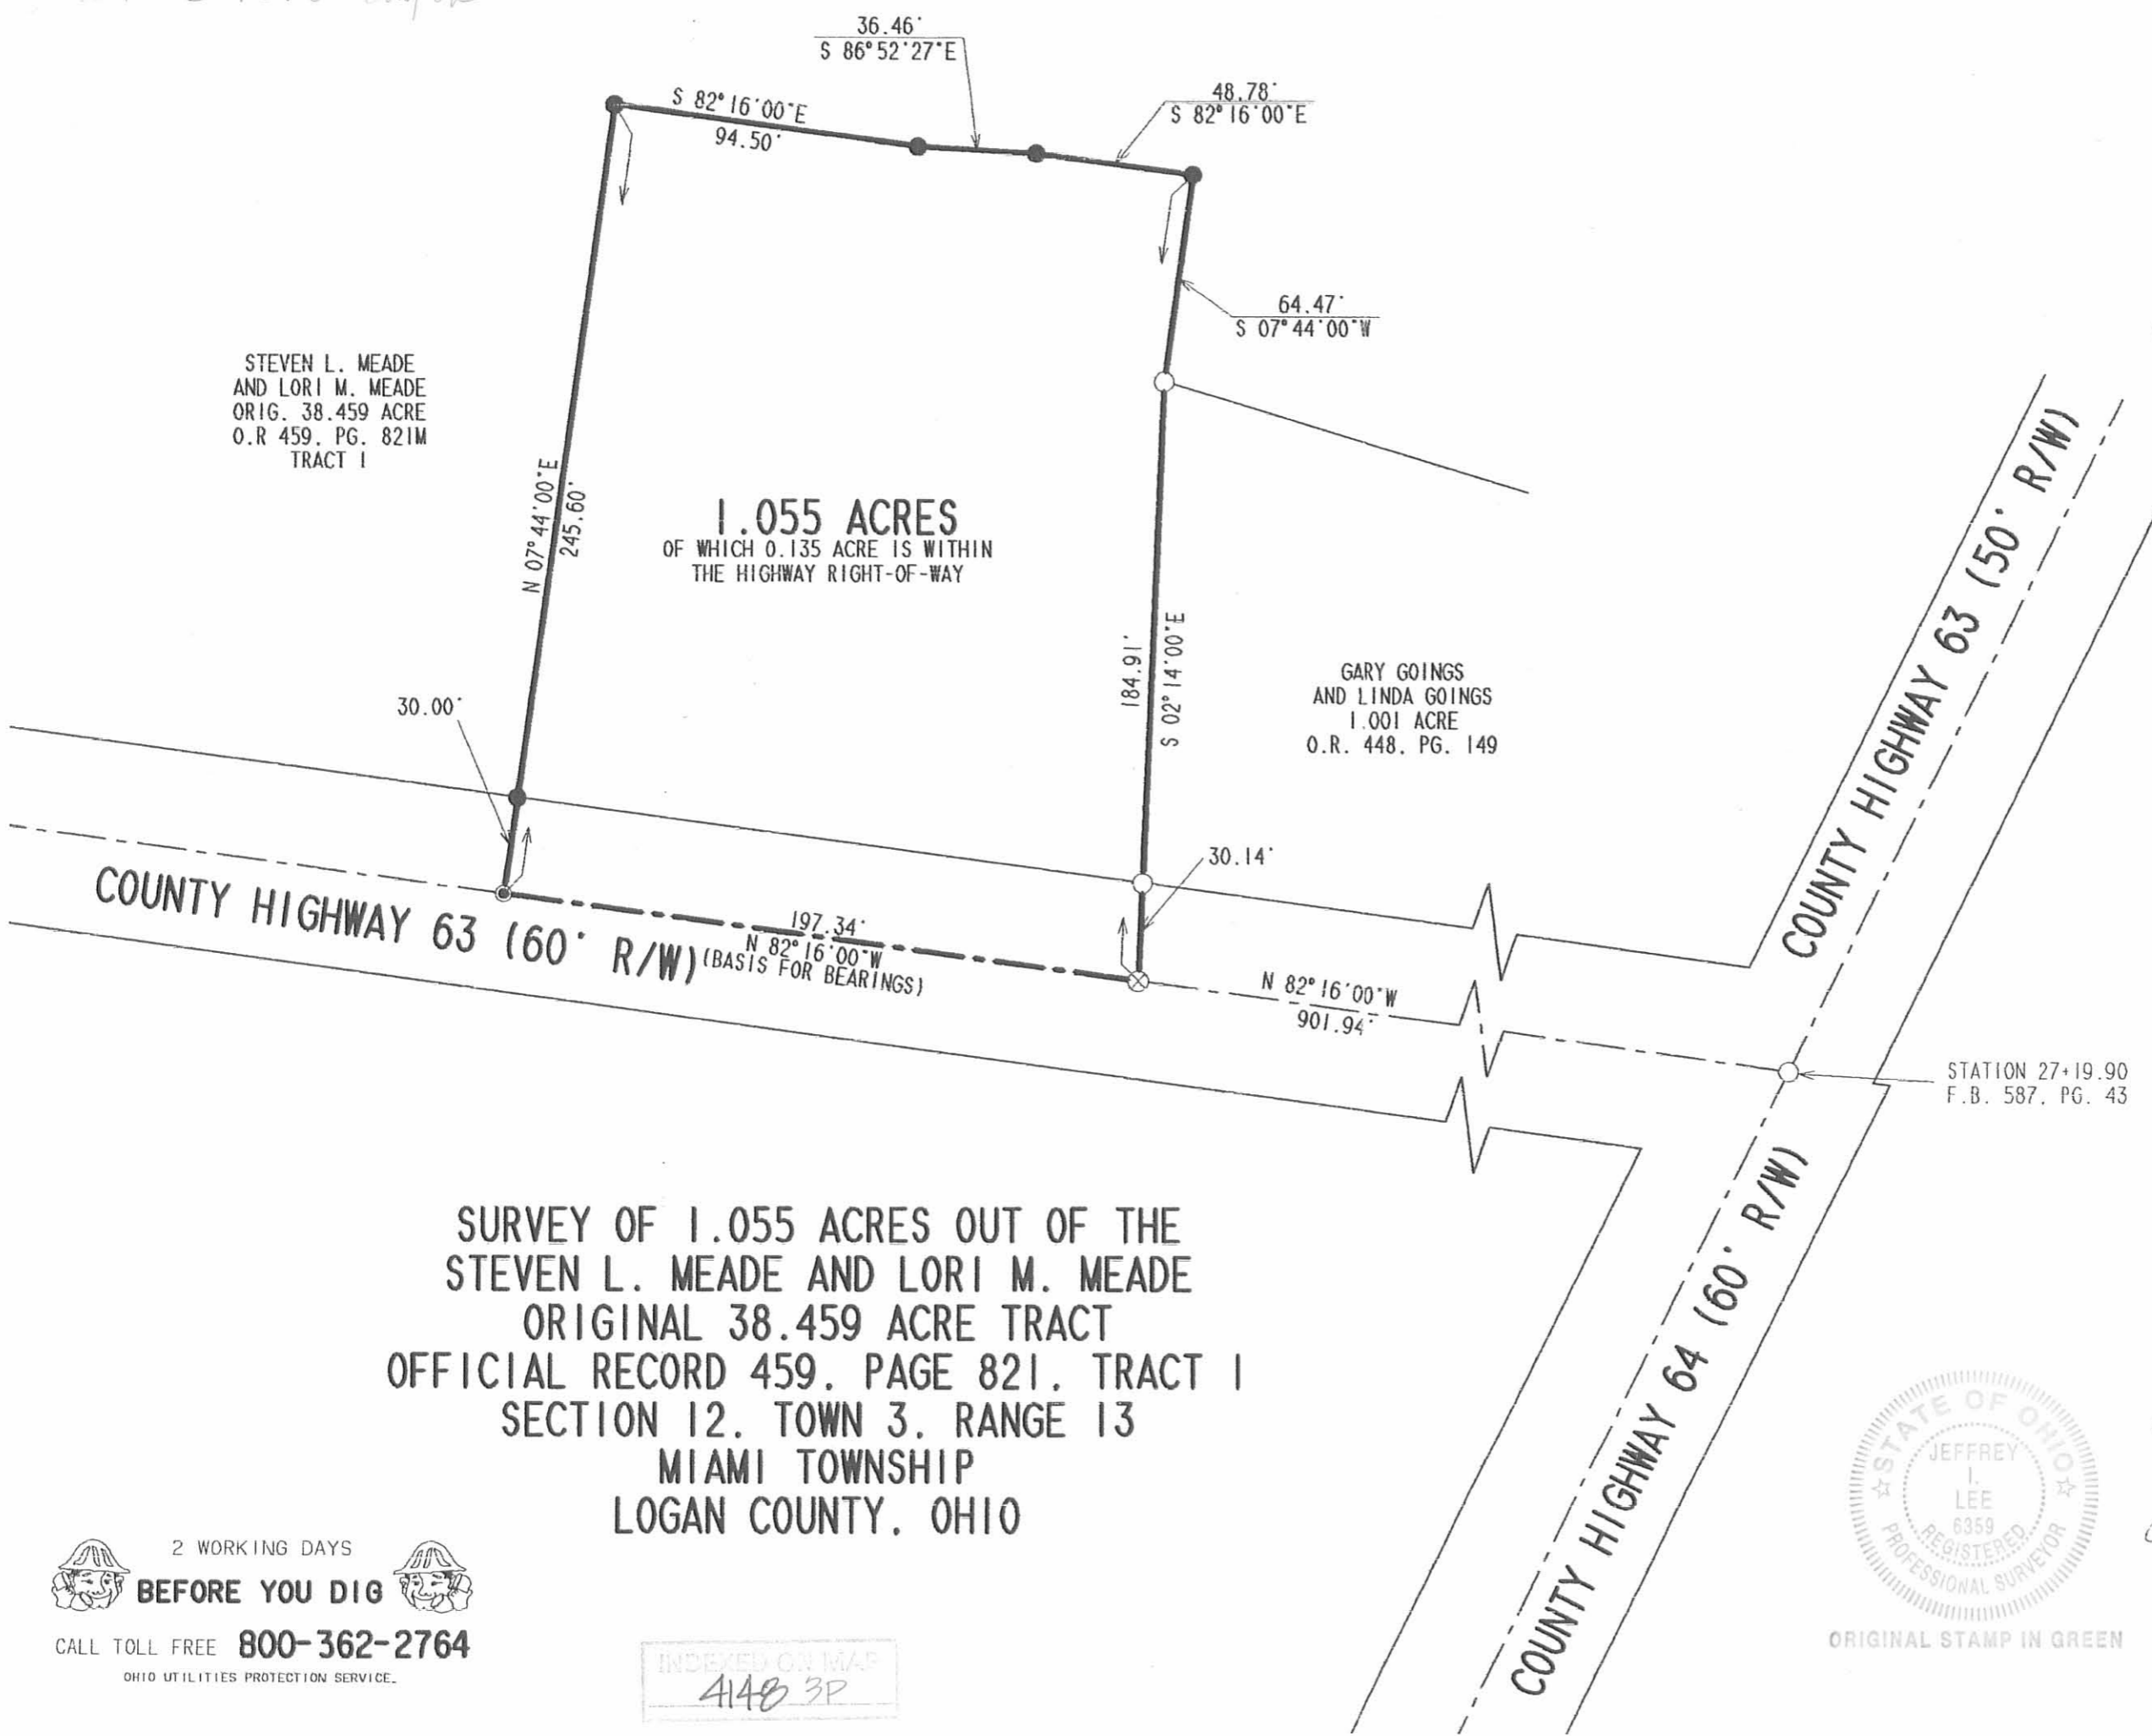 36.46'
S 86°52'27"E
S 82°16'00"E
94.50'
48.78'
S 82°16'00"E
64.47'
S 07°44'00"W
STEVEN L. MEADE
AND LORI M. MEADE
ORIG. 38.459 ACRE
O.R 459. PG. 821M
TRACT 1
N 07°44'00"E
245.60'
1.055 ACRES
OF WHICH 0.135 ACRE IS WITHIN
THE HIGHWAY RIGHT-OF-WAY
184.91'
S 02°14'00"E
GARY GOINGS
AND LINDA GOINGS
1.001 ACRE
O.R. 448. PG. 149
COUNTY HIGHWAY 63 (50' R/W)
30.00'
30.14'
COUNTY HIGHWAY 63 (60' R/W)
197.34'
N 82°16'00"W
(BASIS FOR BEARINGS)
N 82°16'00"W
901.94'
STATION 27+19.90
F.B. 587. PG. 43
COUNTY HIGHWAY 64 (60' R/W)
SURVEY OF 1.055 ACRES OUT OF THE
STEVEN L. MEADE AND LORI M. MEADE
ORIGINAL 38.459 ACRE TRACT
OFFICIAL RECORD 459. PAGE 821. TRACT 1
SECTION 12. TOWN 3. RANGE 13
MIAMI TOWNSHIP
LOGAN COUNTY. OHIO
2 WORKING DAYS
BEFORE YOU DIG
CALL TOLL FREE 800-362-2764
OHIO UTILITIES PROTECTION SERVICE.
INDEXED ON MAP
4148 3P
STATE OF OHIO
JEFFREY
I.
LEE
6359
REGISTERED
PROFESSIONAL SURVEYOR
ORIGINAL STAMP IN GREEN